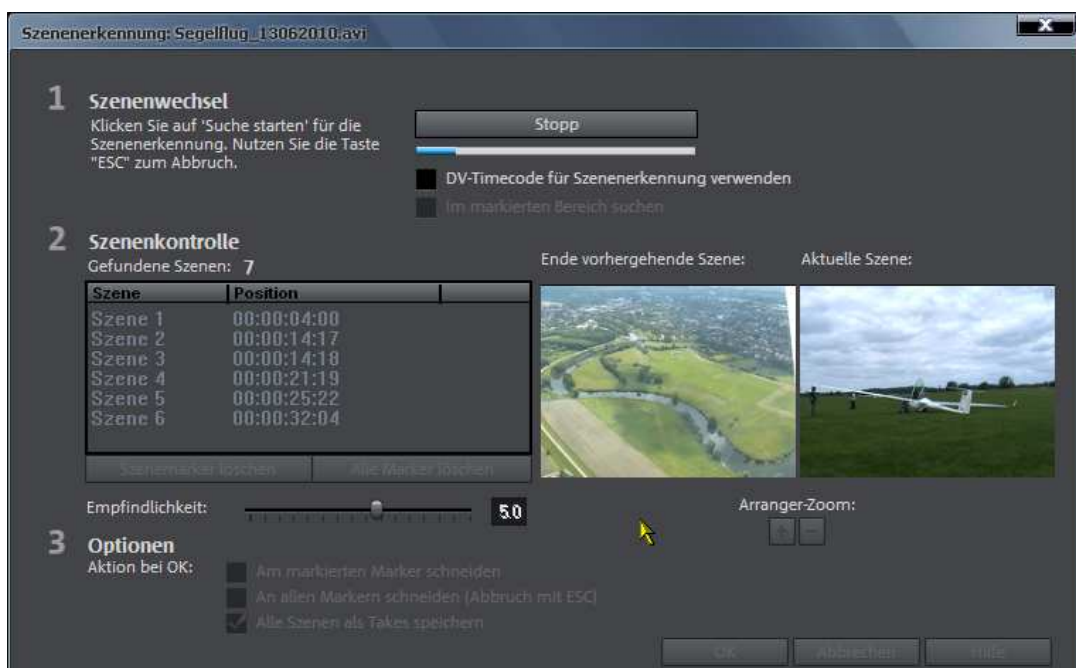 Szenenerkennung: Segelflug_13062010.avi
1 Szenenwechsel
Klicken Sie auf 'Suche starten' für die
Szenenerkennung. Nutzen Sie die Taste
"ESC" zum Abbruch.
Stopp
DV-Timecode für Szenenerkennung verwenden
Im markierten Bereich suchen
2 Szenenkontrolle
Gefundene Szenen: 7
Ende vorhergehende Szene: Aktuelle Szene:
Szene Position
Szene 1 00:00:04:00
Szene 2 00:00:14:17
Szene 3 00:00:14:18
Szene 4 00:00:21:19
Szene 5 00:00:25:22
Szene 6 00:00:32:04
Szenemarker löschen Alle Marker löschen
Empfindlichkeit: 5.0
Arranger-Zoom:
+ −
3 Optionen
Aktion bei OK:
Am markierten Marker schneiden
An allen Markern schneiden (Abbruch mit ESC)
Alle Szenen als Takes speichern
OK Abbrechen Hilfe